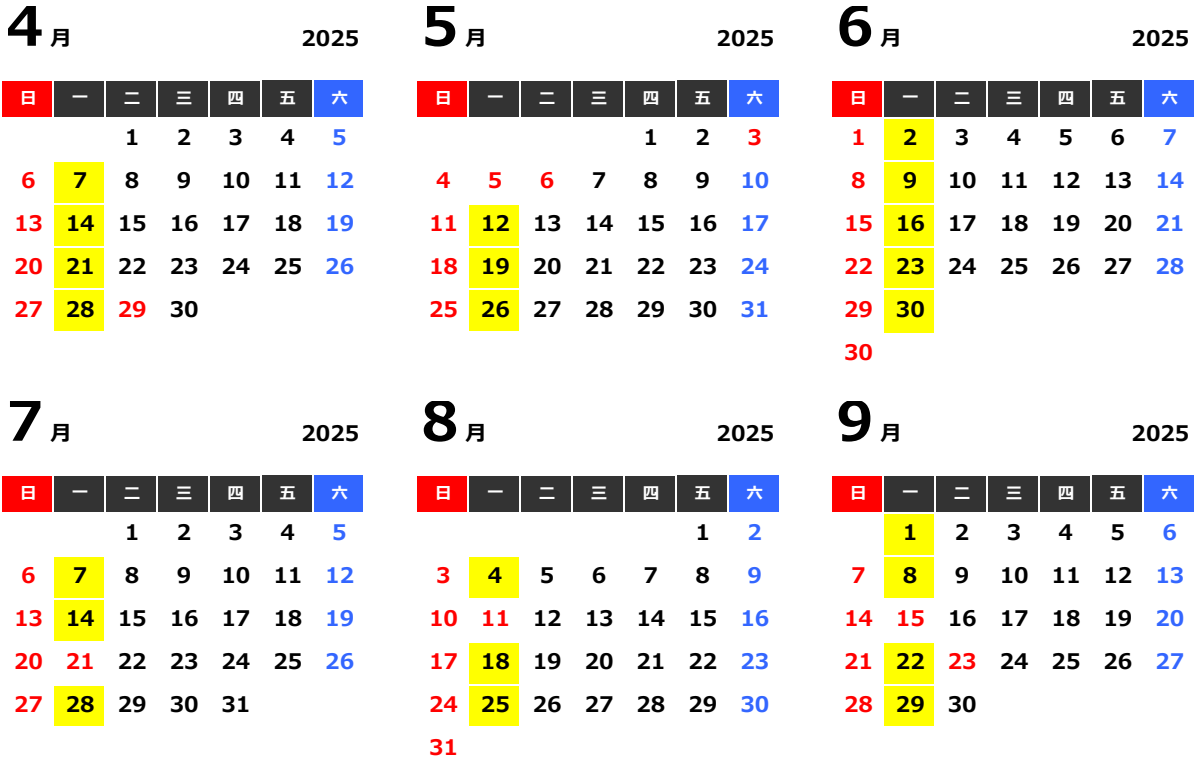 4月 2025
日 一 二 三 四 五 六
1 2 3 4 5
6 7 8 9 10 11 12
13 14 15 16 17 18 19
20 21 22 23 24 25 26
27 28 29 30
5月 2025
日 一 二 三 四 五 六
1 2 3
4 5 6 7 8 9 10
11 12 13 14 15 16 17
18 19 20 21 22 23 24
25 26 27 28 29 30 31
6月 2025
日 一 二 三 四 五 六
1 2 3 4 5 6 7
8 9 10 11 12 13 14
15 16 17 18 19 20 21
22 23 24 25 26 27 28
29 30
30
7月 2025
日 一 二 三 四 五 六
1 2 3 4 5
6 7 8 9 10 11 12
13 14 15 16 17 18 19
20 21 22 23 24 25 26
27 28 29 30 31
8月 2025
日 一 二 三 四 五 六
1 2
3 4 5 6 7 8 9
10 11 12 13 14 15 16
17 18 19 20 21 22 23
24 25 26 27 28 29 30
31
9月 2025
日 一 二 三 四 五 六
1 2 3 4 5 6
7 8 9 10 11 12 13
14 15 16 17 18 19 20
21 22 23 24 25 26 27
28 29 30